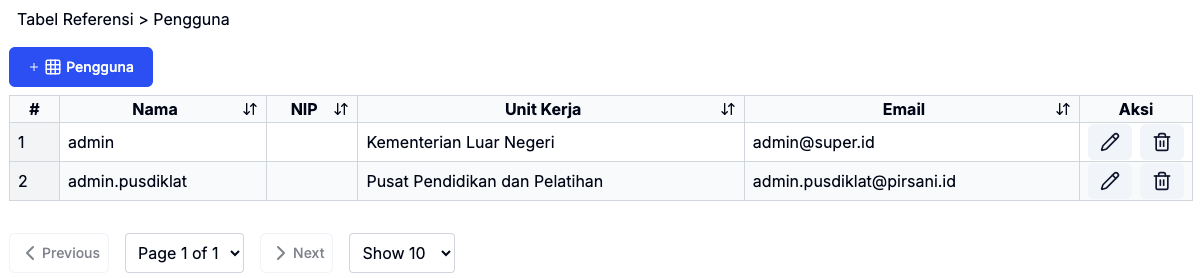 Tabel Referensi > Pengguna
+ Pengguna
# Nama NIP Unit Kerja Email Aksi
1 admin Kementerian Luar Negeri admin@super.id
2 admin.pusdiklat Pusat Pendidikan dan Pelatihan admin.pusdiklat@pirsani.id
Previous Page 1 of 1 Next Show 10